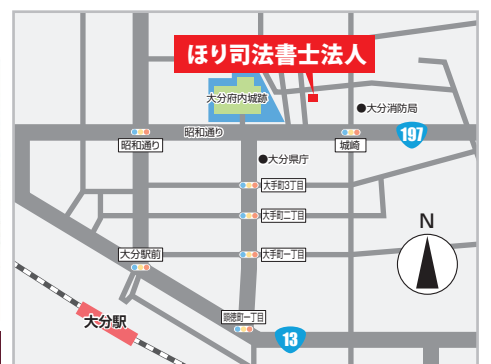 ほり司法書士法人
大分府内城跡
●大分消防局
昭和通り
昭和通り
城崎
197
●大分県庁
大手町3丁目
大手町二丁目
N
大分駅前
大手町一丁目
大分駅
顕徳町一丁目
13